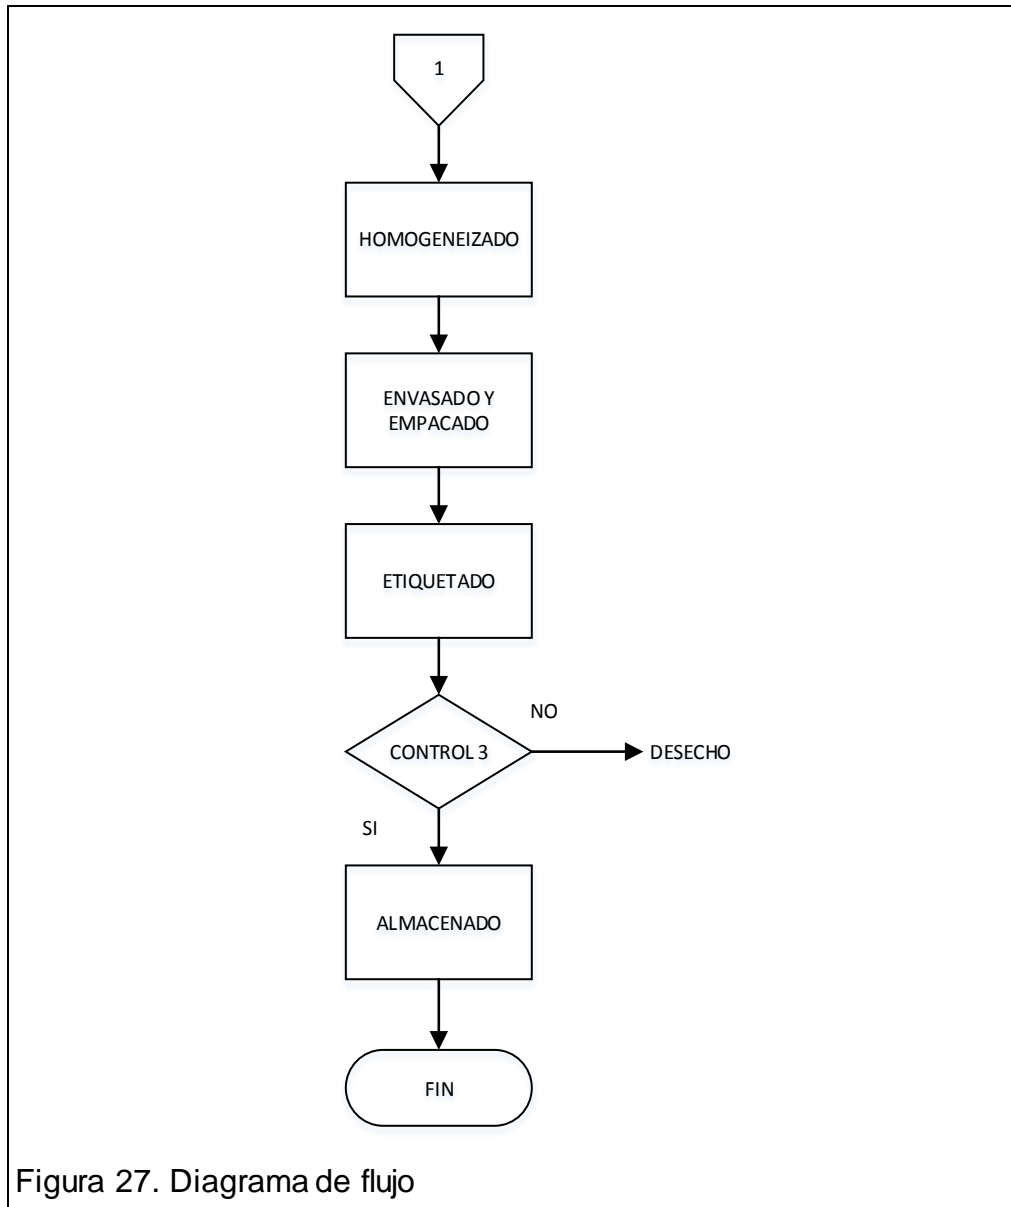 1
HOMOGENEIZADO
ENVASADO Y
EMPACADO
ETIQUETADO
NO
CONTROL 3
DESECHO
SI
ALMACENADO
FIN
Figura 27. Diagrama de flujo